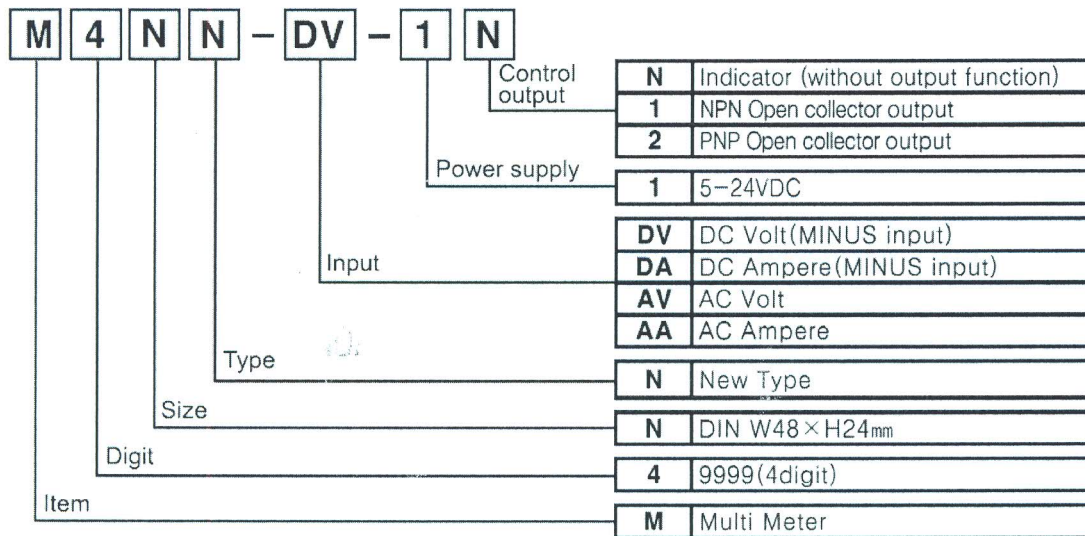 M 4 N N – DV – 1 N
Control
output
N Indicator (without output function)
1 NPN Open collector output
2 PNP Open collector output
Power supply
1 5–24VDC
Input
DV DC Volt(MINUS input)
DA DC Ampere(MINUS input)
AV AC Volt
AA AC Ampere
Type
N New Type
Size
N DIN W48×H24㎜
Digit
4 9999(4digit)
Item
M Multi Meter